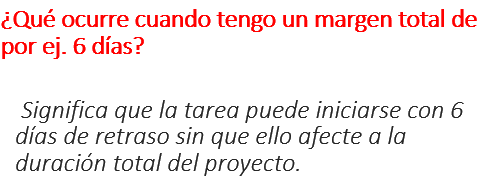 ¿Qué ocurre cuando tengo un margen total de
por ej. 6 días?
Significa que la tarea puede iniciarse con 6
días de retraso sin que ello afecte a la
duración total del proyecto.